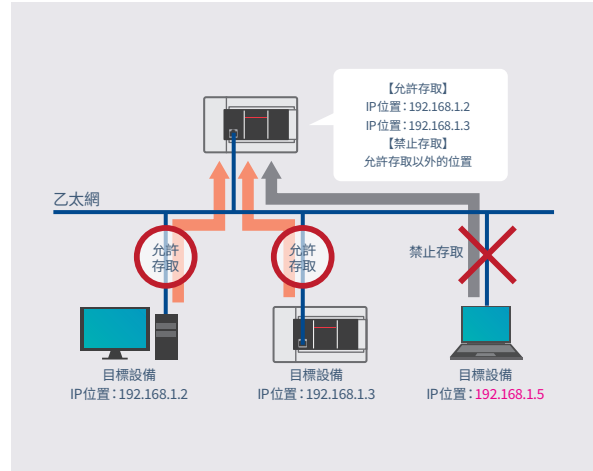 【允許存取】
IP位置：192.168.1.2
IP位置：192.168.1.3
【禁止存取】
允許存取以外的位置
乙太網
允許
存取
允許
存取
禁止存取
目標設備
IP位置：192.168.1.2
目標設備
IP位置：192.168.1.3
目標設備
IP位置：192.168.1.5